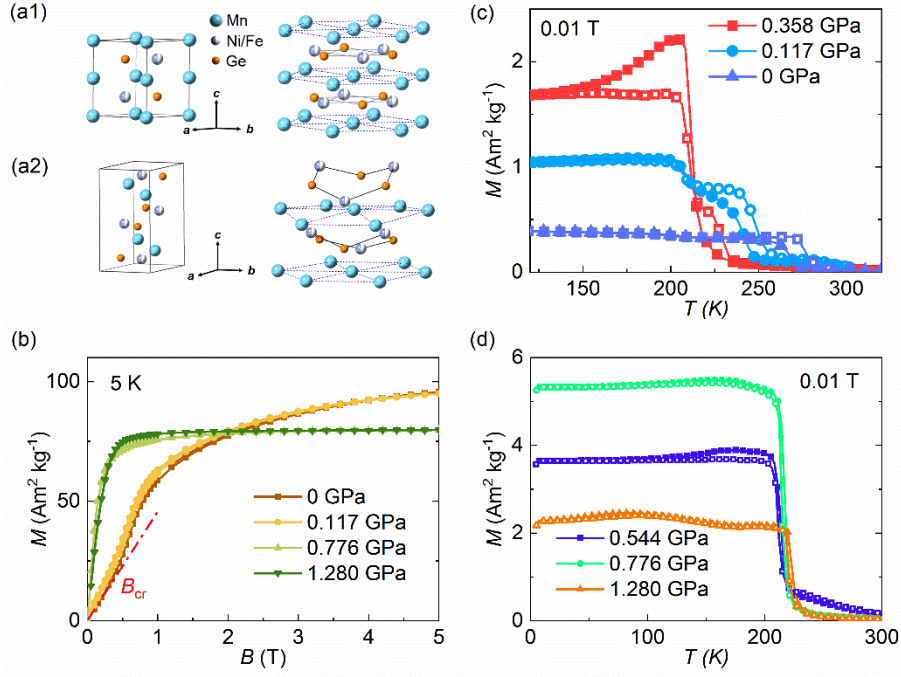 (a1)
Mn
Ni/Fe
Ge
c
a
b
(a2)
c
a
b
(b)
5 K
100
50
0
M (Am² kg⁻¹)
0 GPa
0.117 GPa
0.776 GPa
1.280 GPa
Bcr
0 1 2 3 4 5
B (T)
(c)
0.01 T
0.358 GPa
0.117 GPa
0 GPa
2
1
0
M (Am² kg⁻¹)
150 200 250 300
T (K)
(d)
0.01 T
6
4
2
0
M (Am² kg⁻¹)
0.544 GPa
0.776 GPa
1.280 GPa
0 100 200 300
T (K)